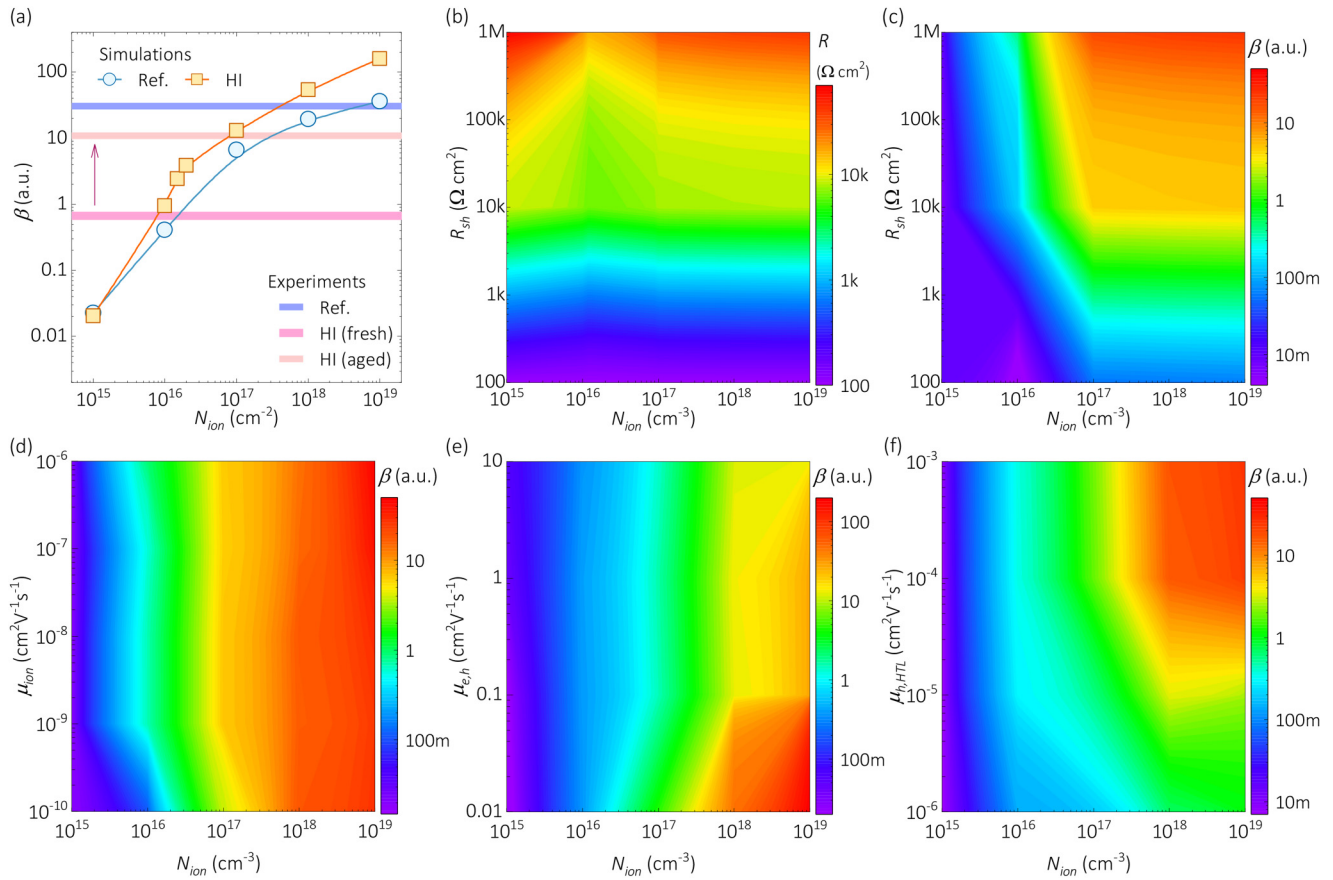 (a)
Simulations
Ref. HI
100
10
1
0.1
0.01
β (a.u.)
Experiments
Ref.
HI (fresh)
HI (aged)
10^15 10^16 10^17 10^18 10^19
N_ion (cm^-2)
(b)
1M
100k
10k
1k
100
R_sh (Ω cm^2)
10^15 10^16 10^17 10^18 10^19
N_ion (cm^-3)
R
(Ω cm^2)
10k
1k
100
(c)
1M
100k
10k
1k
100
R_sh (Ω cm^2)
10^15 10^16 10^17 10^18 10^19
N_ion (cm^-3)
β (a.u.)
10
1
100m
10m
(d)
10^-6
10^-7
10^-8
10^-9
10^-10
μ_ion (cm^2V^-1s^-1)
10^15 10^16 10^17 10^18 10^19
N_ion (cm^-3)
β (a.u.)
10
1
100m
(e)
10
1
0.1
0.01
μ_e,h (cm^2V^-1s^-1)
10^15 10^16 10^17 10^18 10^19
N_ion (cm^-3)
β (a.u.)
100
10
1
100m
(f)
10^-3
10^-4
10^-5
10^-6
μ_h,HTL (cm^2V^-1s^-1)
10^15 10^16 10^17 10^18 10^19
N_ion (cm^-3)
β (a.u.)
10
1
100m
10m